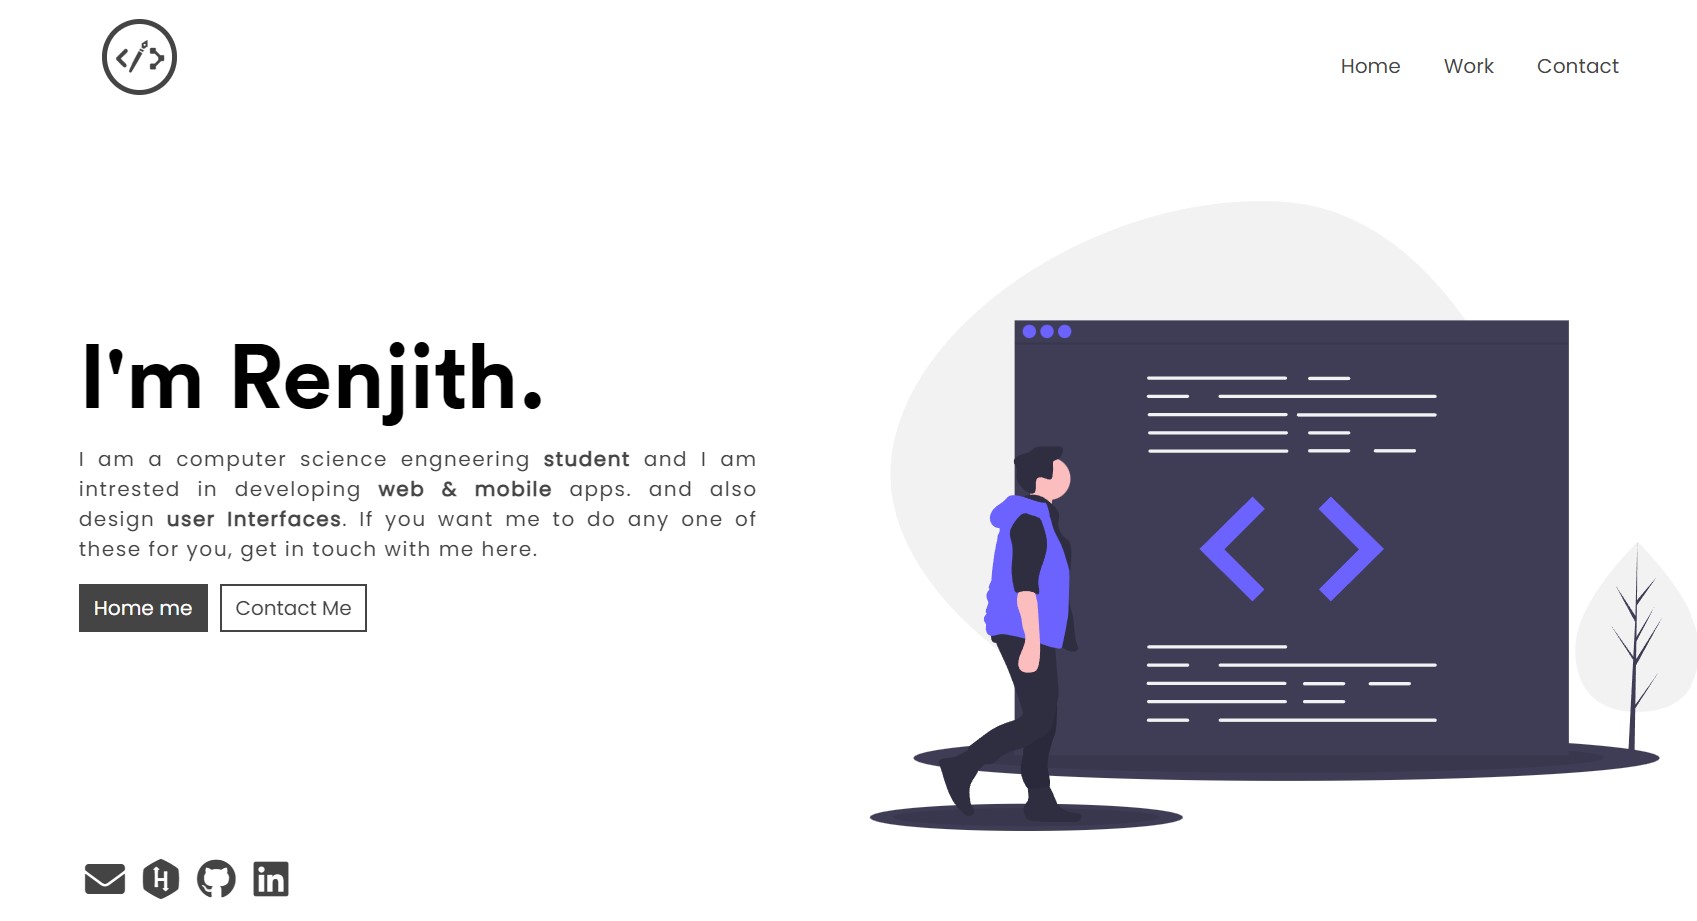 Home Work Contact
I'm Renjith.
I am a computer science engneering student and I am
intrested in developing web & mobile apps. and also
design user Interfaces. If you want me to do any one of
these for you, get in touch with me here.
Home me Contact Me